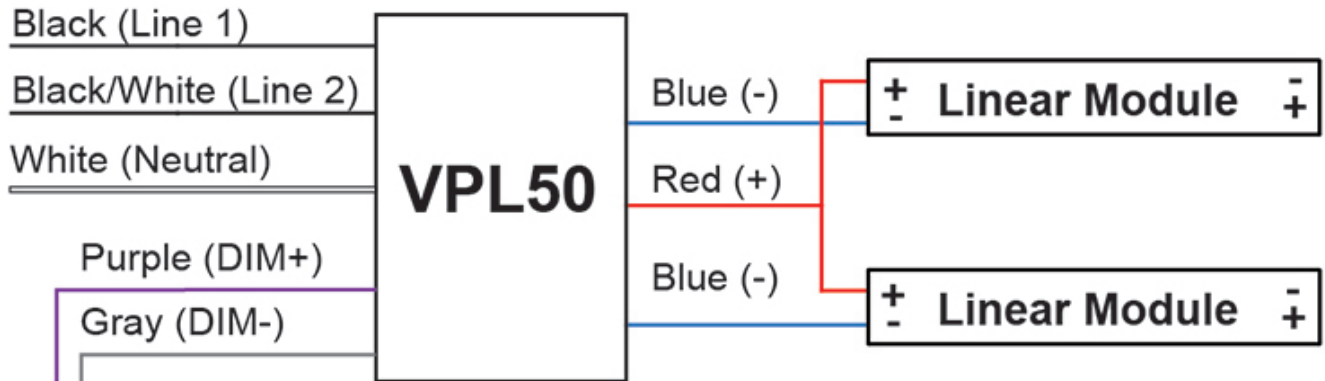 Black (Line 1)
Black/White (Line 2)
White (Neutral)
Purple (DIM+)
Gray (DIM-)
VPL50
Blue (-)
Red (+)
Blue (-)
+ Linear Module -
- +
+ Linear Module -
- +